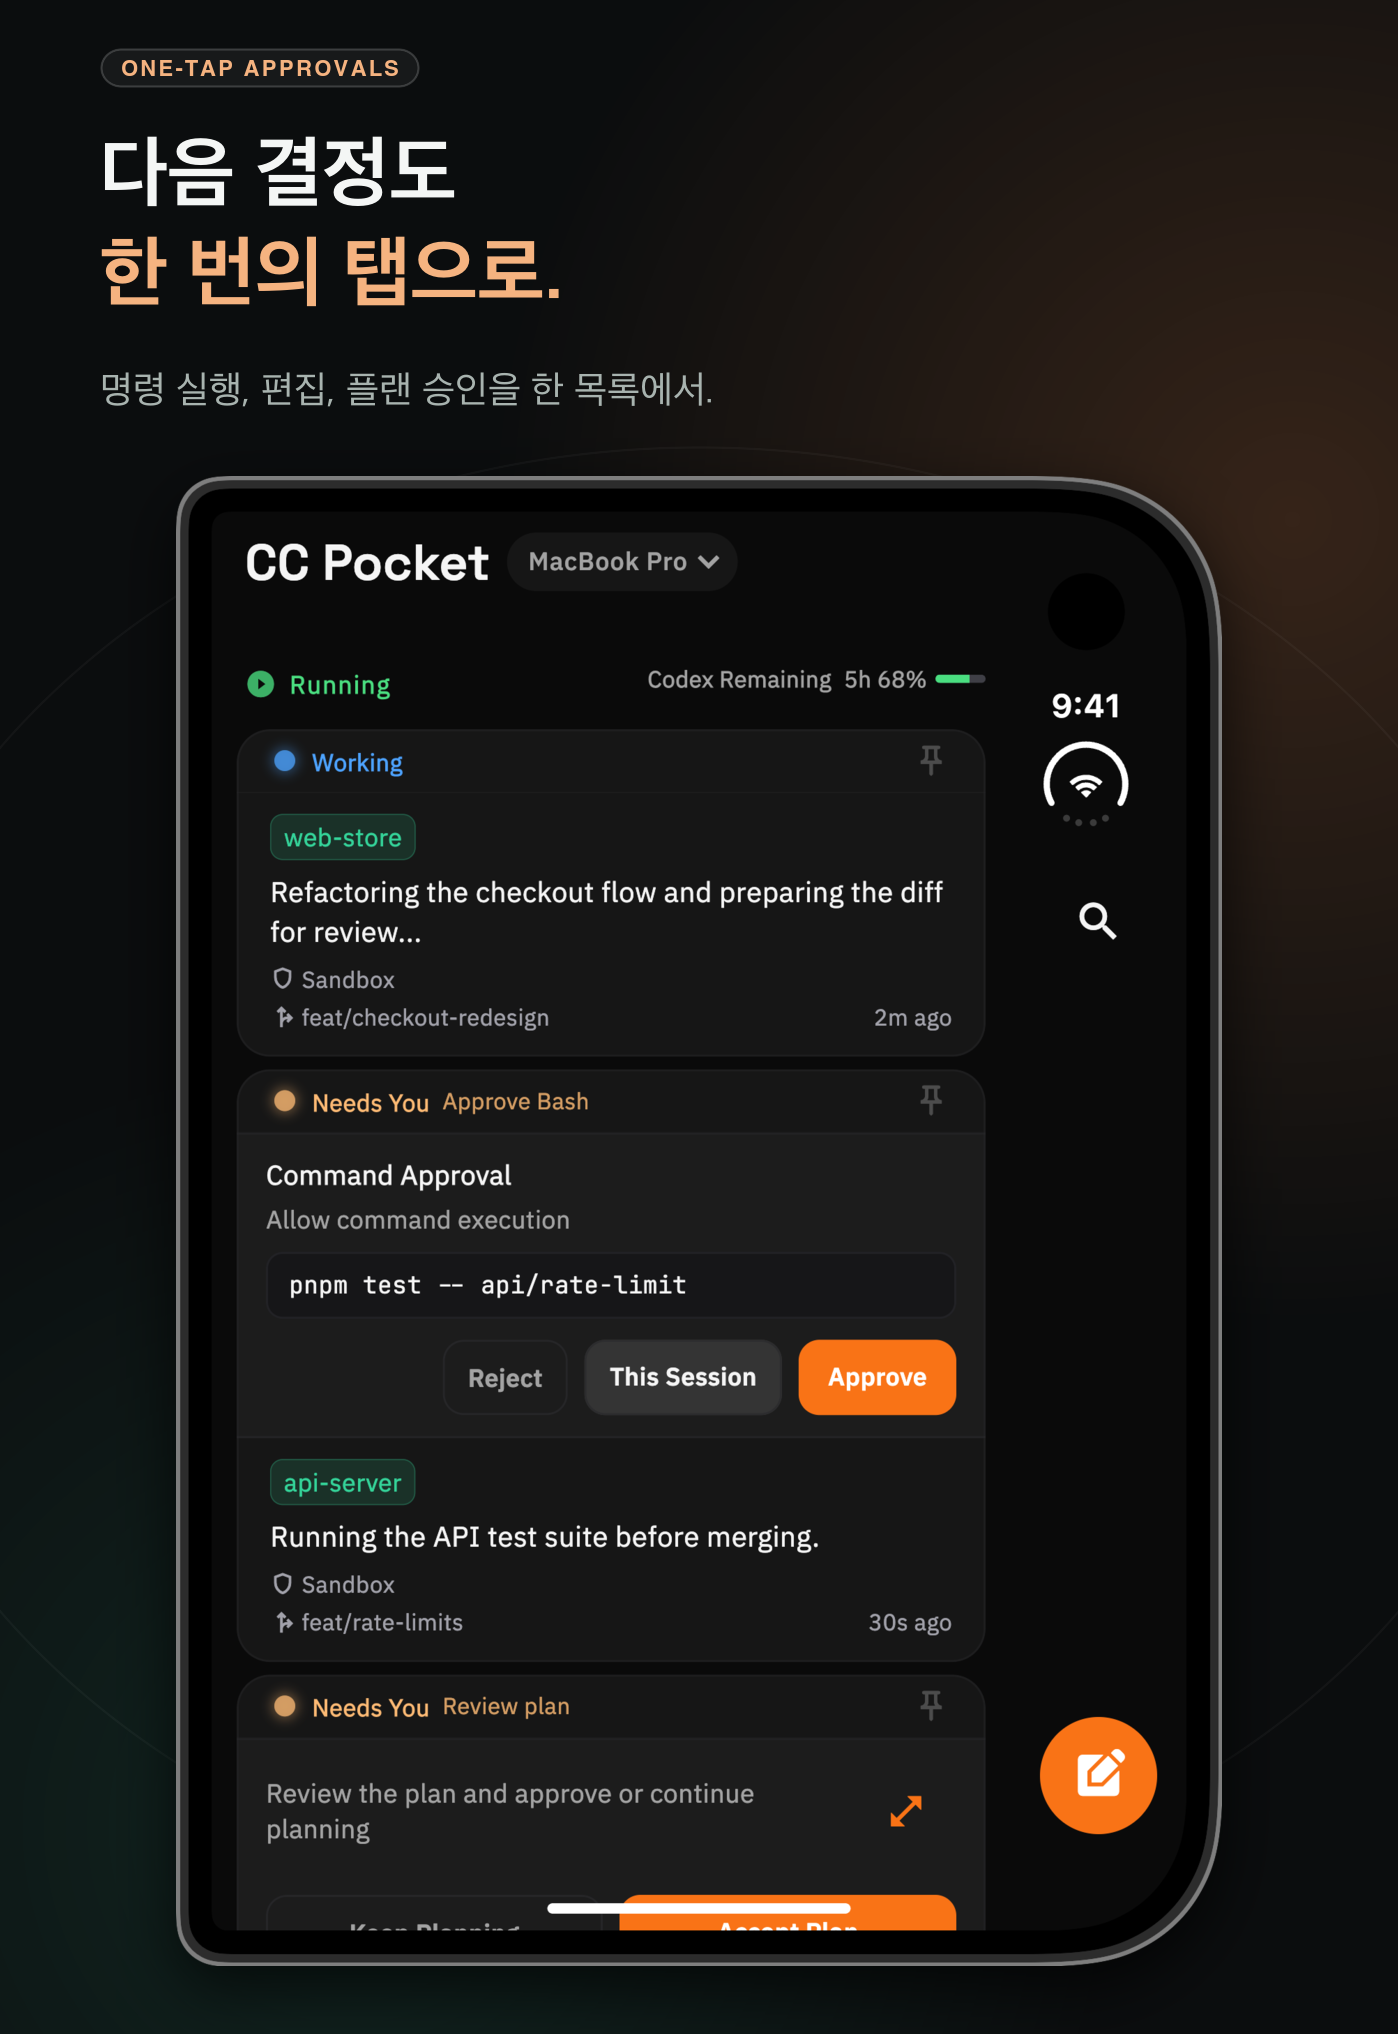 ONE-TAP APPROVALS
다음 결정도
한 번의 탭으로.
명령 실행, 편집, 플랜 승인을 한 목록에서.
CC Pocket
MacBook Pro
Running
Codex Remaining 5h 68%
9:41
Working
web-store
Refactoring the checkout flow and preparing the diff
for review...
Sandbox
feat/checkout-redesign
2m ago
Needs You Approve Bash
Command Approval
Allow command execution
pnpm test -- api/rate-limit
Reject
This Session
Approve
api-server
Running the API test suite before merging.
Sandbox
feat/rate-limits
30s ago
Needs You Review plan
Review the plan and approve or continue
planning
Keep Planning
Accept Plan